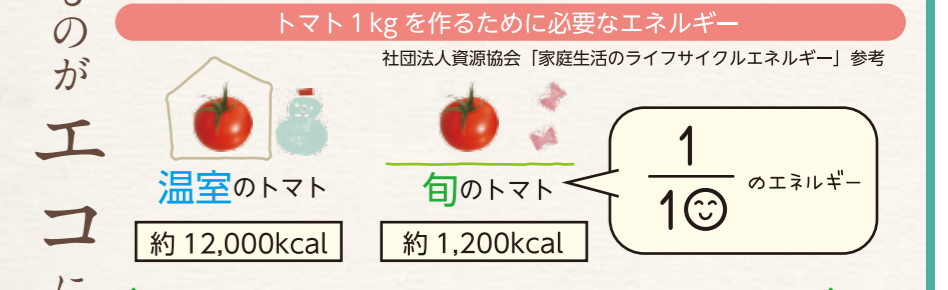 ものがエコに
トマト1kgを作るために必要なエネルギー
社団法人資源協会「家庭生活のライフサイクルエネルギー」参考
温室のトマト
約12,000kcal
旬のトマト
約1,200kcal
1
10
のエネルギー